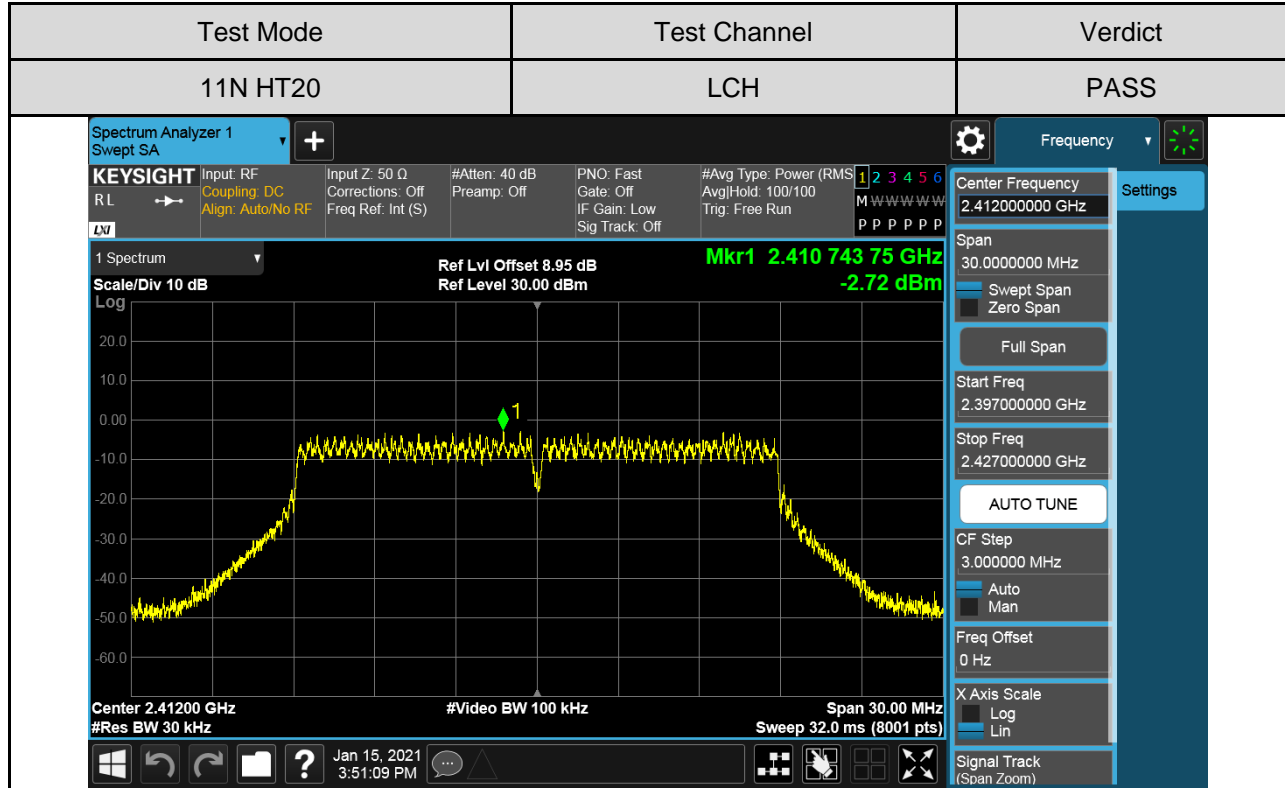 Test Mode
Test Channel
Verdict
11N HT20
LCH
PASS
Spectrum Analyzer 1
Swept SA
+
Frequency
KEYSIGHT
RL
LXI
Input: RF
Coupling: DC
Align: Auto/No RF
Input Z: 50 Ω
Corrections: Off
Freq Ref: Int (S)
#Atten: 40 dB
Preamp: Off
PNO: Fast
Gate: Off
IF Gain: Low
Sig Track: Off
#Avg Type: Power (RMS
Avg|Hold: 100/100
Trig: Free Run
1 2 3 4 5 6
M W W W W W
P P P P P P
1 Spectrum
Scale/Div 10 dB
Ref Lvl Offset 8.95 dB
Ref Level 30.00 dBm
Mkr1 2.410 743 75 GHz
-2.72 dBm
Log
20.0
10.0
0.00
-10.0
-20.0
-30.0
-40.0
-50.0
-60.0
1
Center 2.41200 GHz
#Res BW 30 kHz
#Video BW 100 kHz
Span 30.00 MHz
Sweep 32.0 ms (8001 pts)
Center Frequency
2.412000000 GHz
Settings
Span
30.0000000 MHz
Swept Span
Zero Span
Full Span
Start Freq
2.397000000 GHz
Stop Freq
2.427000000 GHz
AUTO TUNE
CF Step
3.000000 MHz
Auto
Man
Freq Offset
0 Hz
X Axis Scale
Log
Lin
Signal Track
(Span Zoom)
?
Jan 15, 2021
3:51:09 PM